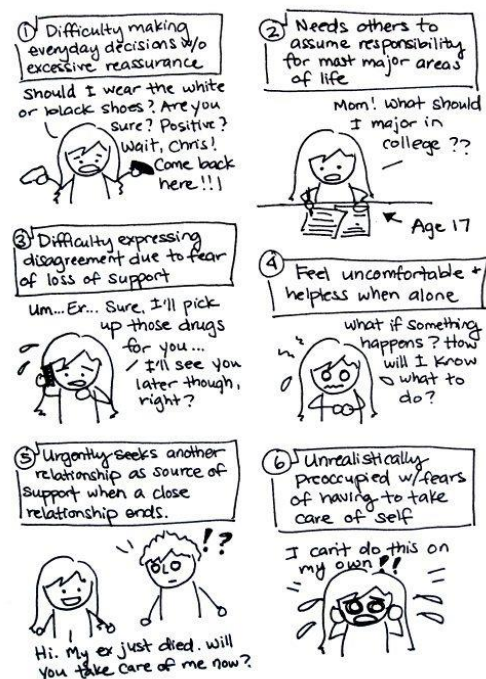 ① Difficulty making
everyday decisions w/o
excessive reassurance
Should I wear the white
or black shoes? Are you
sure? Positive?
Wait, Chris!
Come back
here!!!
② Needs others to
assume responsibility
for most major areas
of life
Mom! What should
I major in
college??
Age 17
③ Difficulty expressing
disagreement due to fear
of loss of support
Um... Er... Sure, I'll pick
up those drugs
for you...
I'll see you
later though,
right?
④ Feel uncomfortable +
helpless when alone
what if something
happens? How
will I know
what to
do?
⑤ Urgently seeks another
relationship as source of
support when a close
relationship ends.
!?
Hi. My ex just died. Will
you take care of me now?
⑥ Unrealistically
preoccupied w/fears
of having to take
care of self
I can't do this on
my own!!